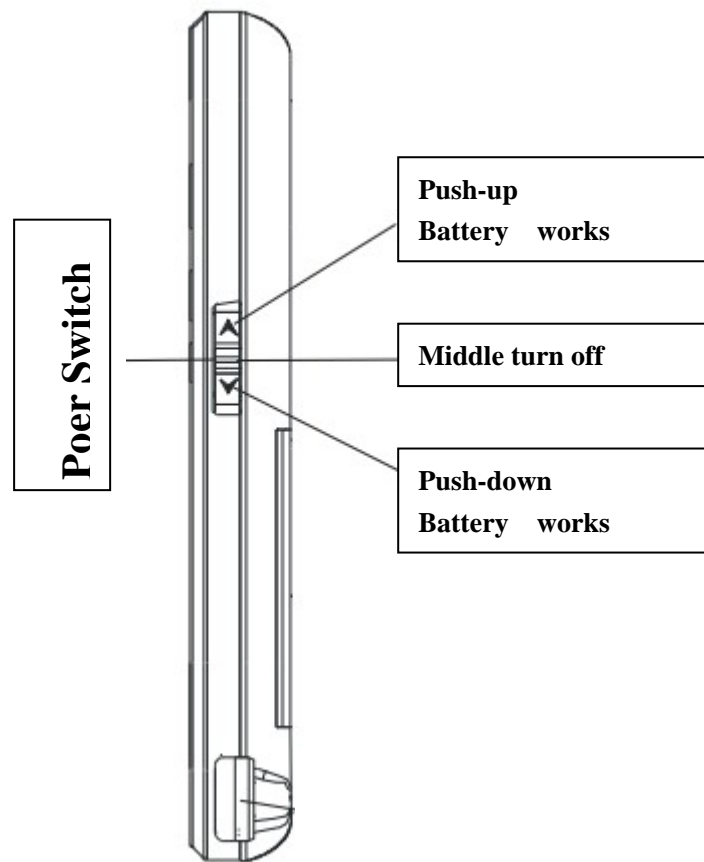 Poer Switch
Push-up
Battery works
Middle turn off
Push-down
Battery works